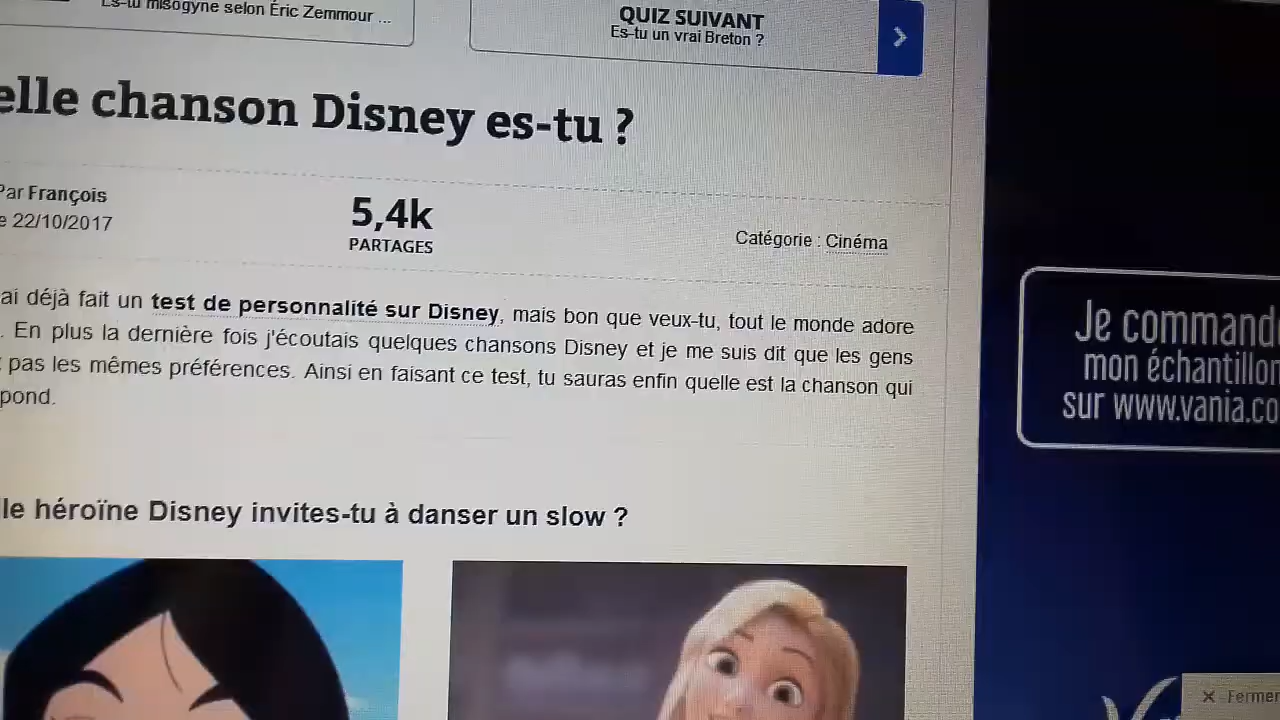 Es-tu misogyne selon Éric Zemmour ...
QUIZ SUIVANT
Es-tu un vrai Breton ?
elle chanson Disney es-tu ?
Par François
e 22/10/2017
5,4k
PARTAGES
Catégorie : Cinéma
ai déjà fait un test de personnalité sur Disney, mais bon que veux-tu, tout le monde adore
. En plus la dernière fois j'écoutais quelques chansons Disney et je me suis dit que les gens
pas les mêmes préférences. Ainsi en faisant ce test, tu sauras enfin quelle est la chanson qui
pond.
le héroïne Disney invites-tu à danser un slow ?
Je command
mon échantillon
sur www.vania.co
Fermer